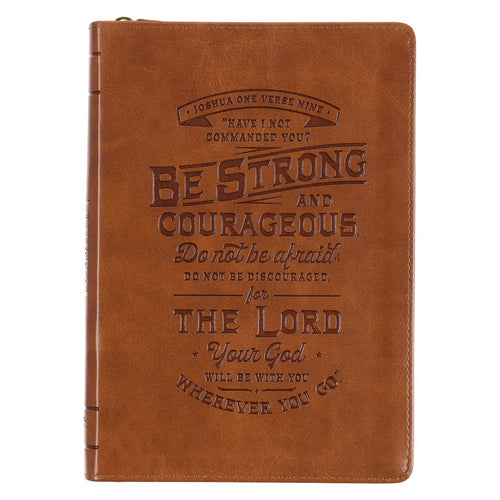 JOSHUA ONE VERSE NINE
"HAVE I NOT
COMMANDED YOU?
BE STRONG
AND
COURAGEOUS.
Do not be afraid;
DO NOT BE DISCOURAGED,
for
THE LORD
Your God
WILL BE WITH YOU
WHEREVER YOU GO."